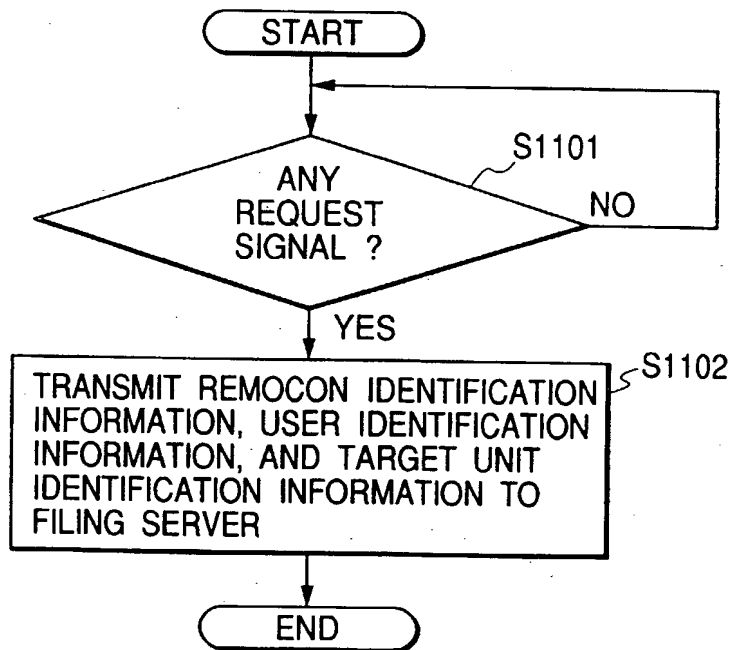 START
S1101
ANY
REQUEST
SIGNAL ?
NO
YES
S1102
TRANSMIT REMOCON IDENTIFICATION
INFORMATION, USER IDENTIFICATION
INFORMATION, AND TARGET UNIT
IDENTIFICATION INFORMATION TO
FILING SERVER
END